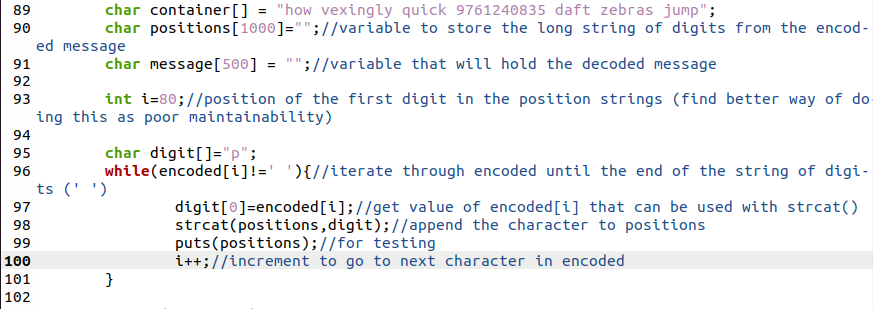 89 char container[] = "how vexingly quick 9761240835 daft zebras jump";
90 char positions[1000]="";//variable to store the long string of digits from the encod-
ed message
91 char message[500] = "";//variable that will hold the decoded message
92
93 int i=80;//position of the first digit in the position strings (find better way of do
ing this as poor maintainability)
94
95 char digit[]="p";
96 while(encoded[i]!=' '){//iterate through encoded until the end of the string of digi-
ts (' ')
97 digit[0]=encoded[i];//get value of encoded[i] that can be used with strcat()
98 strcat(positions,digit);//append the character to positions
99 puts(positions);//for testing
100 i++;//increment to go to next character in encoded
101 }
102